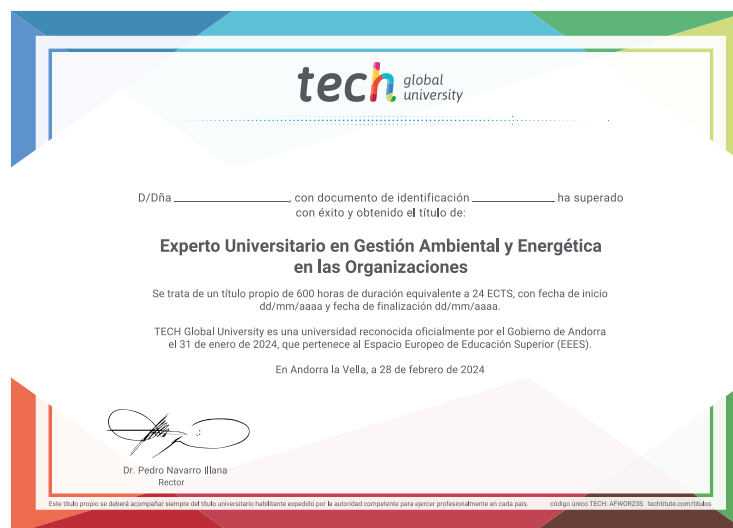 tech global university
D/Dña ____________, con documento de identificación ____________ ha superado
con éxito y obtenido el título de:
Experto Universitario en Gestión Ambiental y Energética
en las Organizaciones
Se trata de un título propio de 600 horas de duración equivalente a 24 ECTS, con fecha de inicio
dd/mm/aaaa y fecha de finalización dd/mm/aaaa.
TECH Global University es una universidad reconocida oficialmente por el Gobierno de Andorra
el 31 de enero de 2024, que pertenece al Espacio Europeo de Educación Superior (EEES).
En Andorra la Vella, a 28 de febrero de 2024
Dr. Pedro Navarro Illana
Rector
Este título propio se deberá acompañar siempre del título universitario habilitante expedido por la autoridad competente para ejercer profesionalmente en cada país. código único TECH: AFWOR23S techtitute.com/titulos